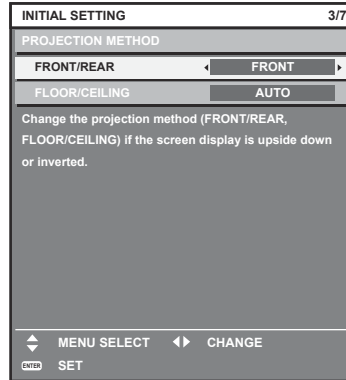 INITIAL SETTING 3/7
PROJECTION METHOD
FRONT/REAR FRONT
FLOOR/CEILING AUTO
Change the projection method (FRONT/REAR,
FLOOR/CEILING) if the screen display is upside down
or inverted.
MENU SELECT CHANGE
ENTER SET